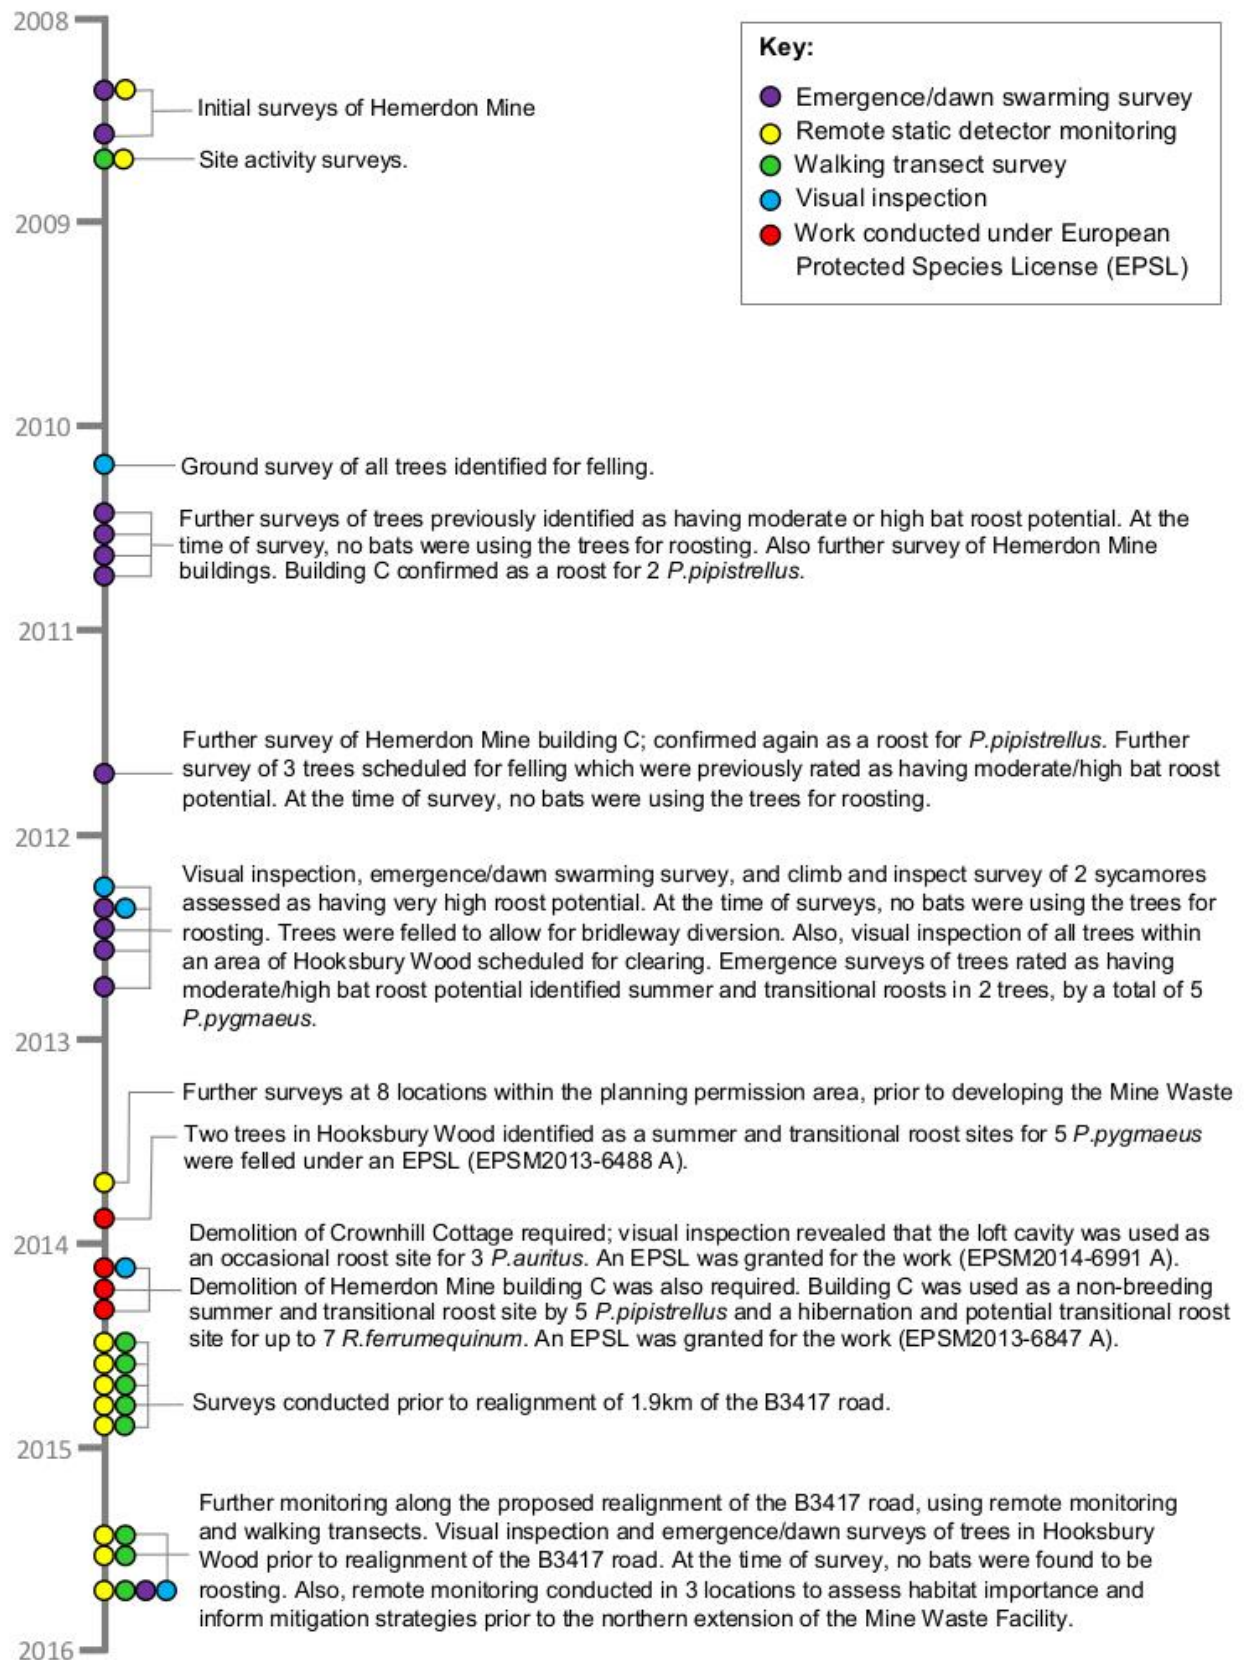 2008
Key:
Emergence/dawn swarming survey
Remote static detector monitoring
Walking transect survey
Visual inspection
Work conducted under European
Protected Species License (EPSL)
Initial surveys of Hemerdon Mine
Site activity surveys.
2009
2010
Ground survey of all trees identified for felling.
Further surveys of trees previously identified as having moderate or high bat roost potential. At the
time of survey, no bats were using the trees for roosting. Also further survey of Hemerdon Mine
buildings. Building C confirmed as a roost for 2 P.pipistrellus.
2011
Further survey of Hemerdon Mine building C; confirmed again as a roost for P.pipistrellus. Further
survey of 3 trees scheduled for felling which were previously rated as having moderate/high bat roost
potential. At the time of survey, no bats were using the trees for roosting.
2012
Visual inspection, emergence/dawn swarming survey, and climb and inspect survey of 2 sycamores
assessed as having very high roost potential. At the time of surveys, no bats were using the trees for
roosting. Trees were felled to allow for bridleway diversion. Also, visual inspection of all trees within
an area of Hooksbury Wood scheduled for clearing. Emergence surveys of trees rated as having
moderate/high bat roost potential identified summer and transitional roosts in 2 trees, by a total of 5
P.pygmaeus.
2013
Further surveys at 8 locations within the planning permission area, prior to developing the Mine Waste
Two trees in Hooksbury Wood identified as a summer and transitional roost sites for 5 P.pygmaeus
were felled under an EPSL (EPSM2013-6488 A).
2014
Demolition of Crownhill Cottage required; visual inspection revealed that the loft cavity was used as
an occasional roost site for 3 P.auritus. An EPSL was granted for the work (EPSM2014-6991 A).
Demolition of Hemerdon Mine building C was also required. Building C was used as a non-breeding
summer and transitional roost site by 5 P.pipistrellus and a hibernation and potential transitional roost
site for up to 7 R.ferrumequinum. An EPSL was granted for the work (EPSM2013-6847 A).
Surveys conducted prior to realignment of 1.9km of the B3417 road.
2015
Further monitoring along the proposed realignment of the B3417 road, using remote monitoring
and walking transects. Visual inspection and emergence/dawn surveys of trees in Hooksbury
Wood prior to realignment of the B3417 road. At the time of survey, no bats were found to be
roosting. Also, remote monitoring conducted in 3 locations to assess habitat importance and
inform mitigation strategies prior to the northern extension of the Mine Waste Facility.
2016